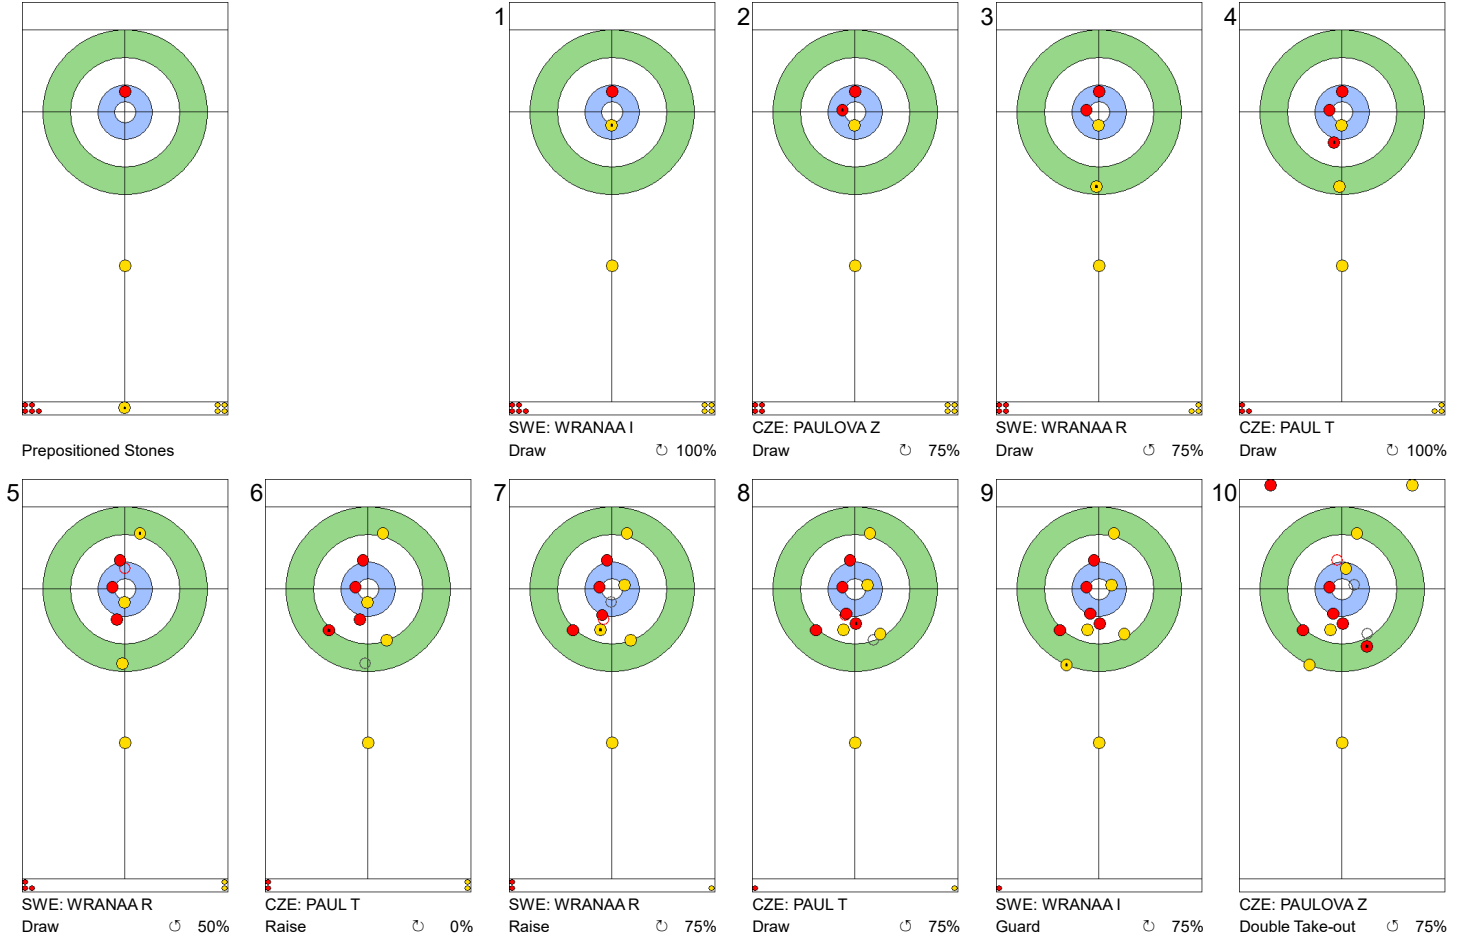 1
2
3
4
Prepositioned Stones
SWE: WRANAA I
Draw ↻ 100%
CZE: PAULOVA Z
Draw ↻ 75%
SWE: WRANAA R
Draw ↺ 75%
CZE: PAUL T
Draw ↻ 100%
5
6
7
8
9
10
SWE: WRANAA R
Draw ↺ 50%
CZE: PAUL T
Raise ↻ 0%
SWE: WRANAA R
Raise ↻ 75%
CZE: PAUL T
Draw ↺ 75%
SWE: WRANAA I
Guard ↻ 75%
CZE: PAULOVA Z
Double Take-out ↺ 75%